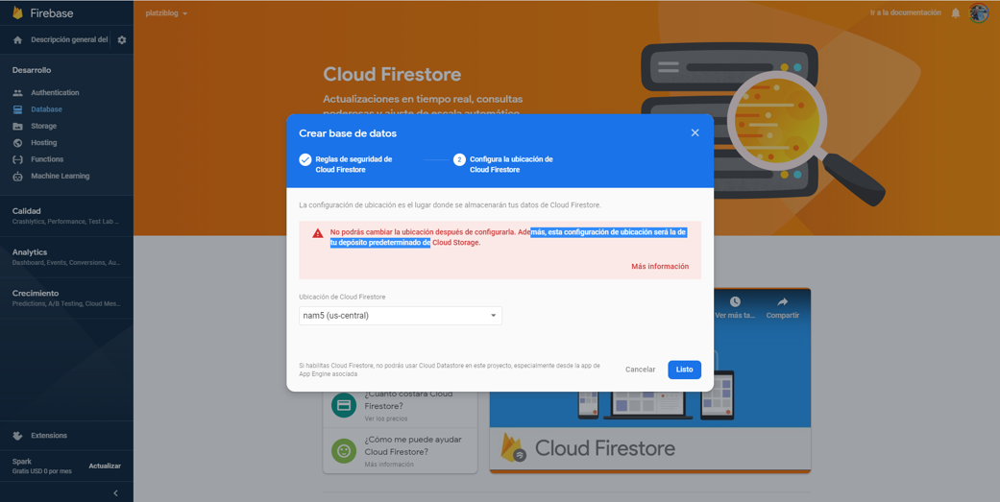 Firebase
Descripción general del
Desarrollo
Authentication
Database
Storage
Hosting
Functions
Machine Learning
Calidad
Crashlytics, Performance, Test Lab ...
Analytics
Dashboard, Events, Conversions, Au...
Crecimiento
Predictions, A/B Testing, Cloud Mes...
Extensions
Spark
Gratis USD 0 por mes
Actualizar
platziblog
Ir a la documentación
Cloud Firestore
Actualizaciones en tiempo real, consultas
poderosas y ajuste de escala automático
Crear base de datos
Reglas de seguridad de
Cloud Firestore
2
Configura la ubicación de
Cloud Firestore
La configuración de ubicación es el lugar donde se almacenarán tus datos de Cloud Firestore.
No podrás cambiar la ubicación después de configurarla. Además, esta configuración de ubicación será la de
tu depósito predeterminado de Cloud Storage.
Más información
Ubicación de Cloud Firestore
nam5 (us-central)
Si habilitas Cloud Firestore, no podrás usar Cloud Datastore en este proyecto, especialmente desde la app de
App Engine asociada
Cancelar
Listo
Ver más ta...
Compartir
¿Cuánto costará Cloud
Firestore?
Ver los precios
¿Cómo me puede ayudar
Cloud Firestore?
Más información
Cloud Firestore